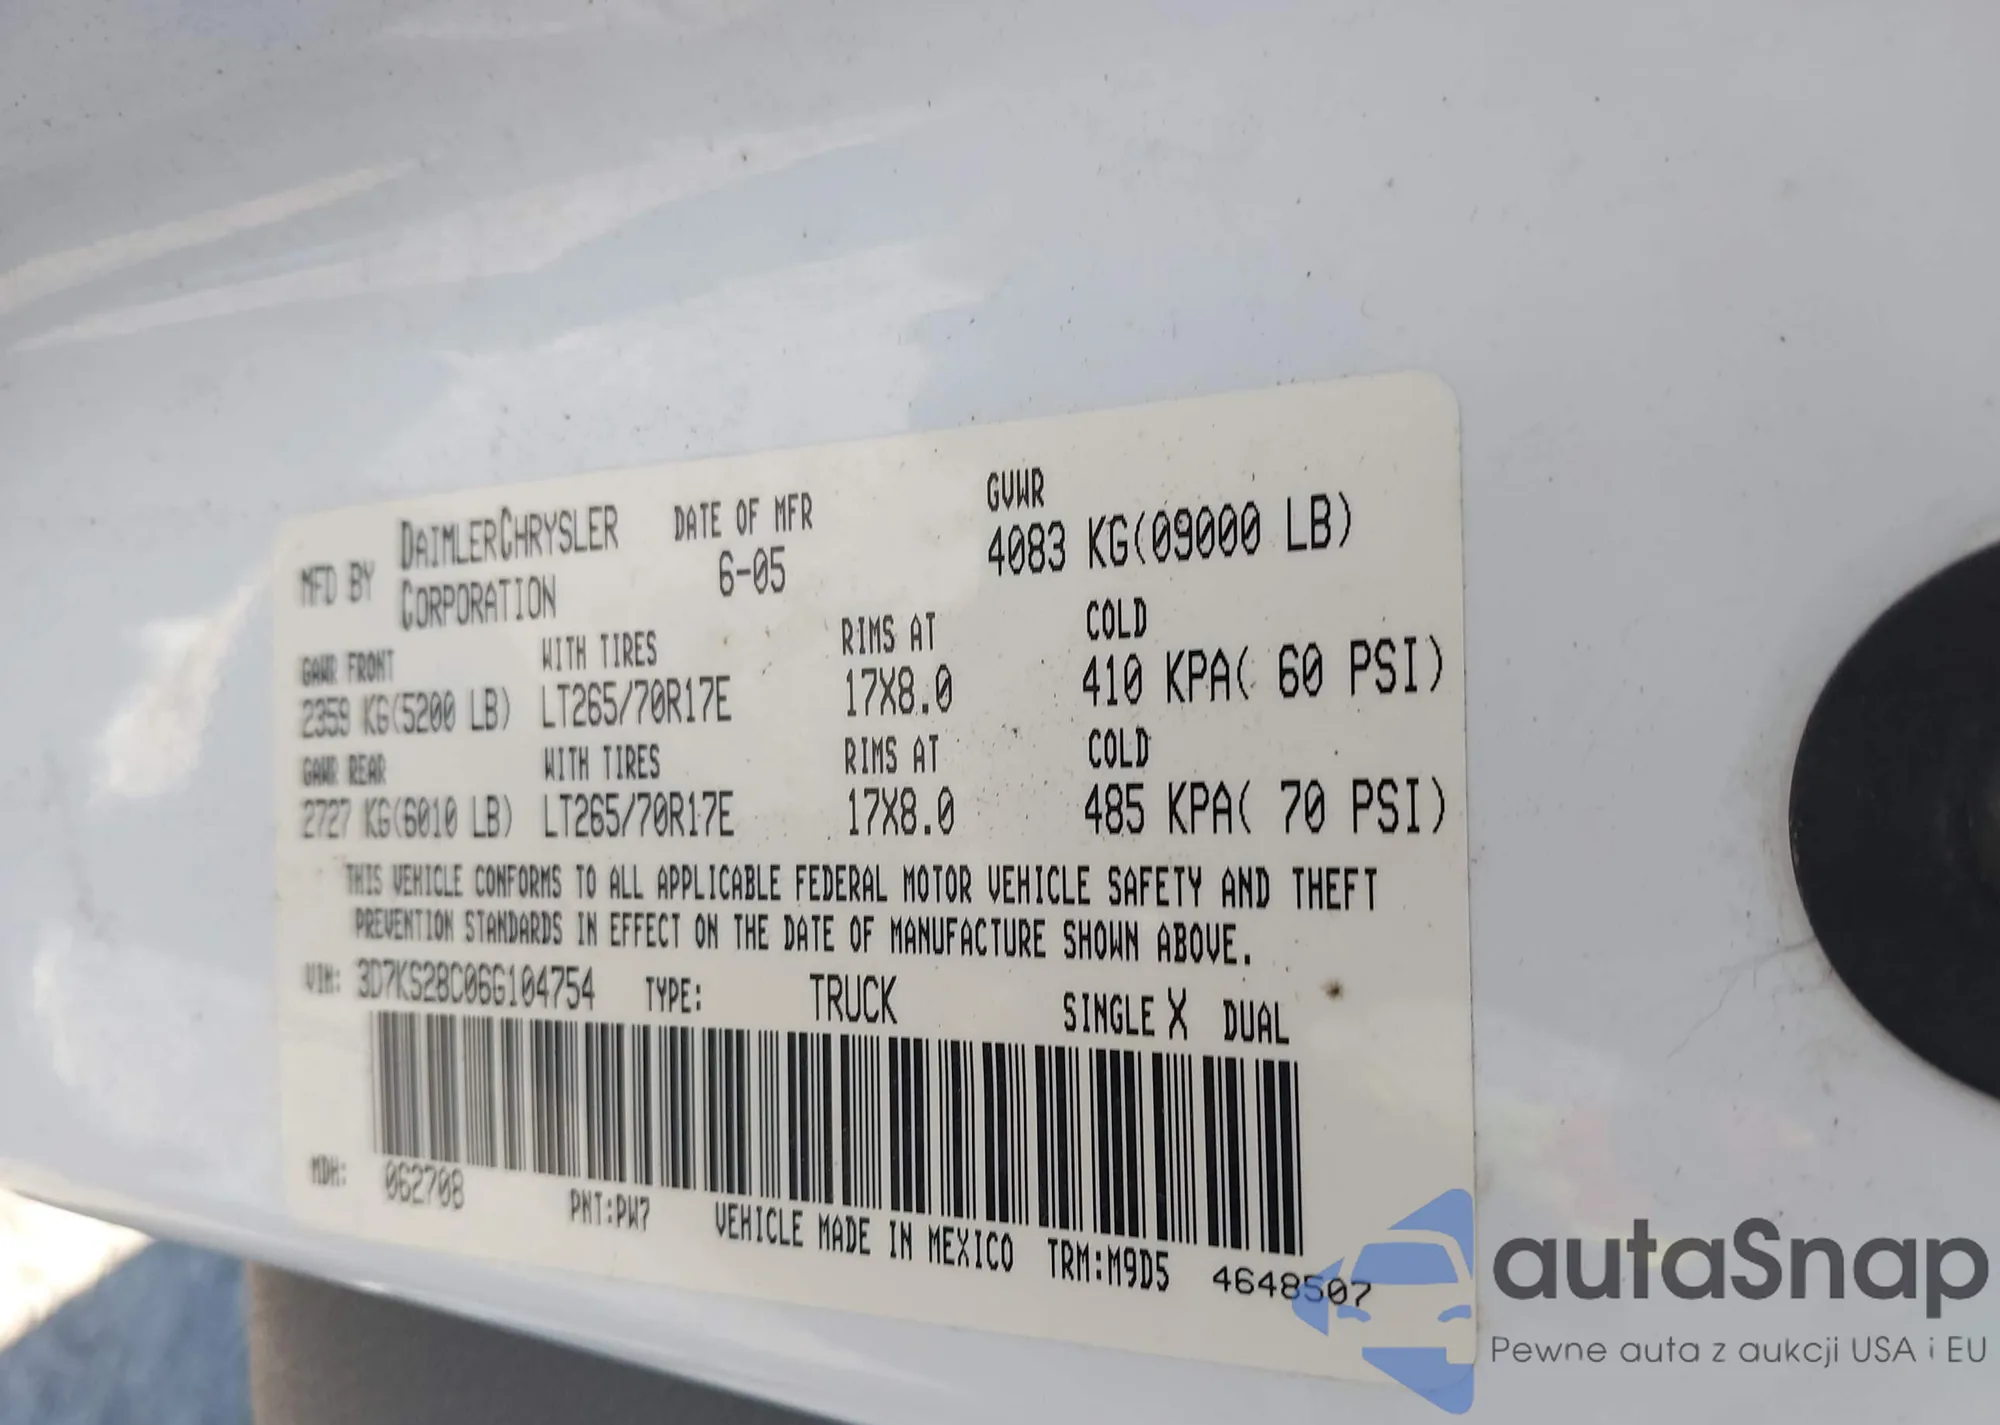 MFD BY DAIMLERCHRYSLER CORPORATION
DATE OF MFR
6-05
GVWR
4083 KG(09000 LB)
GAWR FRONT WITH TIRES RIMS AT COLD
2359 KG(5200 LB) LT265/70R17E 17X8.0 410 KPA( 60 PSI)
GAWR REAR WITH TIRES RIMS AT COLD
2727 KG(6010 LB) LT265/70R17E 17X8.0 485 KPA( 70 PSI)
THIS VEHICLE CONFORMS TO ALL APPLICABLE FEDERAL MOTOR VEHICLE SAFETY AND THEFT
PREVENTION STANDARDS IN EFFECT ON THE DATE OF MANUFACTURE SHOWN ABOVE.
VIN: 3D7KS28C06G104754 TYPE: TRUCK SINGLE X DUAL
MDH: 062708 PNT:PW7 VEHICLE MADE IN MEXICO TRM:M9D5 4648507
autaSnap
Pewne auta z aukcji USA i EU